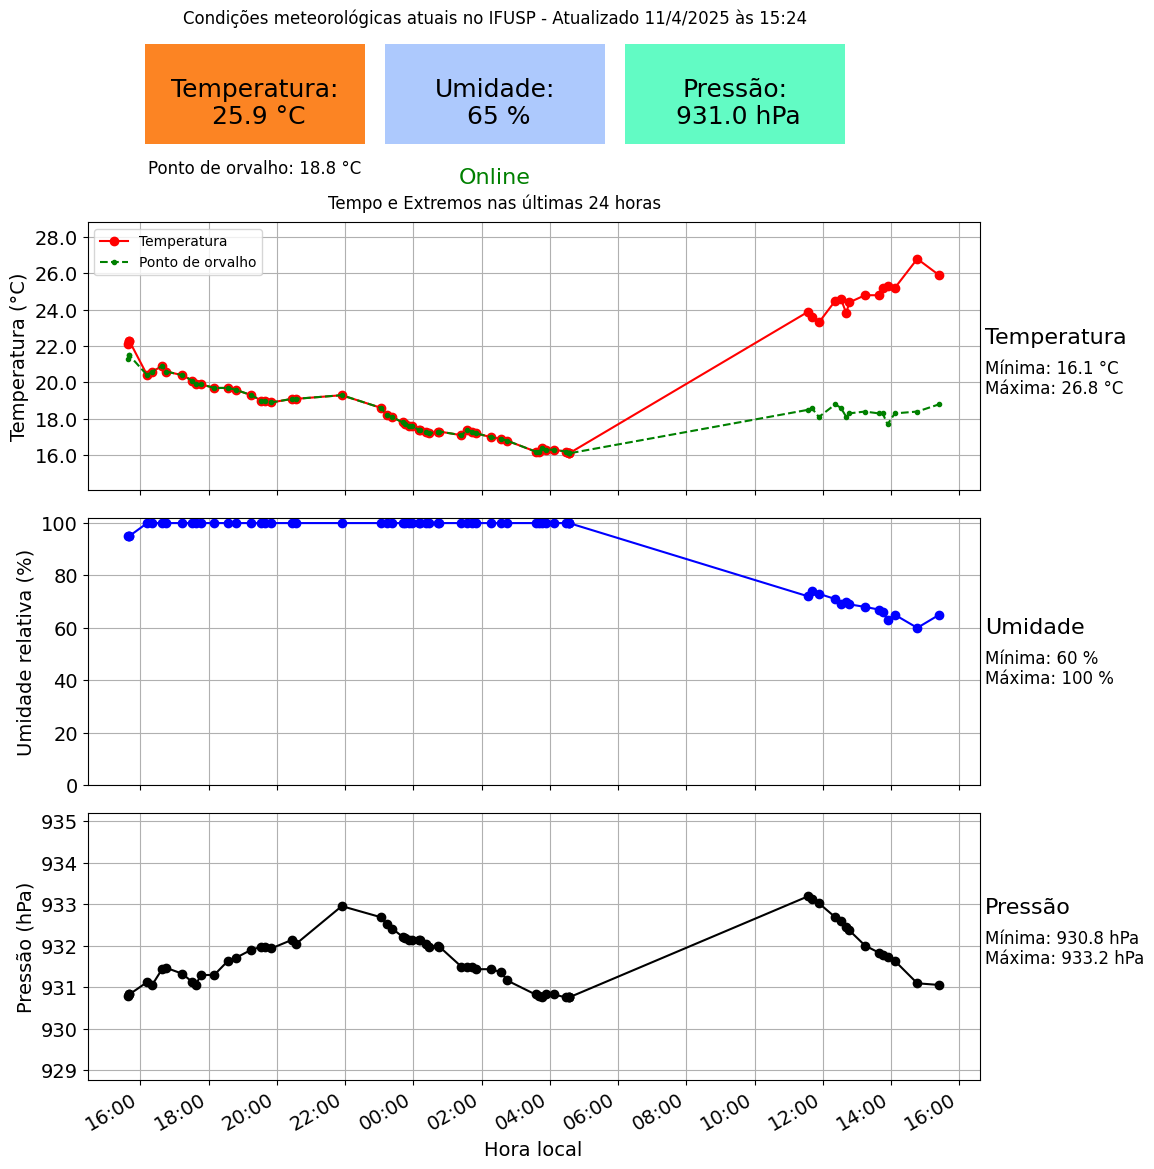 Condições meteorológicas atuais no IFUSP - Atualizado 11/4/2025 às 15:24
Temperatura:
25.9 °C
Umidade:
65 %
Pressão:
931.0 hPa
Ponto de orvalho: 18.8 °C
Online
Tempo e Extremos nas últimas 24 horas
Temperatura
Ponto de orvalho
Temperatura (°C)
28.0
26.0
24.0
22.0
20.0
18.0
16.0
Temperatura
Mínima: 16.1 °C
Máxima: 26.8 °C
Umidade relativa (%)
100
80
60
40
20
0
Umidade
Mínima: 60 %
Máxima: 100 %
Pressão (hPa)
935
934
933
932
931
930
929
Pressão
Mínima: 930.8 hPa
Máxima: 933.2 hPa
16:00
18:00
20:00
22:00
00:00
02:00
04:00
06:00
08:00
10:00
12:00
14:00
16:00
Hora local